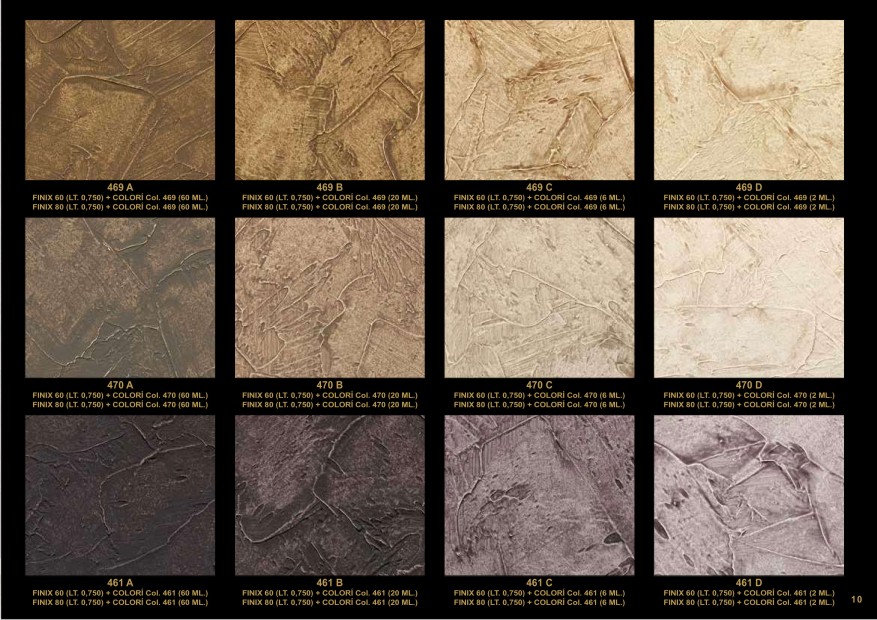 469 A
FINIX 60 (LT. 0,750) + COLORİ Col. 469 (60 ML.)
FINIX 80 (LT. 0,750) + COLORİ Col. 469 (60 ML.)
469 B
FINIX 60 (LT. 0,750) + COLORİ Col. 469 (20 ML.)
FINIX 80 (LT. 0,750) + COLORİ Col. 469 (20 ML.)
469 C
FINIX 60 (LT. 0,750) + COLORİ Col. 469 (6 ML.)
FINIX 80 (LT. 0,750) + COLORİ Col. 469 (6 ML.)
469 D
FINIX 60 (LT. 0,750) + COLORİ Col. 469 (2 ML.)
FINIX 80 (LT. 0,750) + COLORİ Col. 469 (2 ML.)
470 A
FINIX 60 (LT. 0,750) + COLORİ Col. 470 (60 ML.)
FINIX 80 (LT. 0,750) + COLORİ Col. 470 (60 ML.)
470 B
FINIX 60 (LT. 0,750) + COLORİ Col. 470 (20 ML.)
FINIX 80 (LT. 0,750) + COLORİ Col. 470 (20 ML.)
470 C
FINIX 60 (LT. 0,750) + COLORİ Col. 470 (6 ML.)
FINIX 80 (LT. 0,750) + COLORİ Col. 470 (6 ML.)
470 D
FINIX 60 (LT. 0,750) + COLORİ Col. 470 (2 ML.)
FINIX 80 (LT. 0,750) + COLORİ Col. 470 (2 ML.)
461 A
FINIX 60 (LT. 0,750) + COLORİ Col. 461 (60 ML.)
FINIX 80 (LT. 0,750) + COLORİ Col. 461 (60 ML.)
461 B
FINIX 60 (LT. 0,750) + COLORİ Col. 461 (20 ML.)
FINIX 80 (LT. 0,750) + COLORİ Col. 461 (20 ML.)
461 C
FINIX 60 (LT. 0,750) + COLORİ Col. 461 (6 ML.)
FINIX 80 (LT. 0,750) + COLORİ Col. 461 (6 ML.)
461 D
FINIX 60 (LT. 0,750) + COLORİ Col. 461 (2 ML.)
FINIX 80 (LT. 0,750) + COLORİ Col. 461 (2 ML.)
10